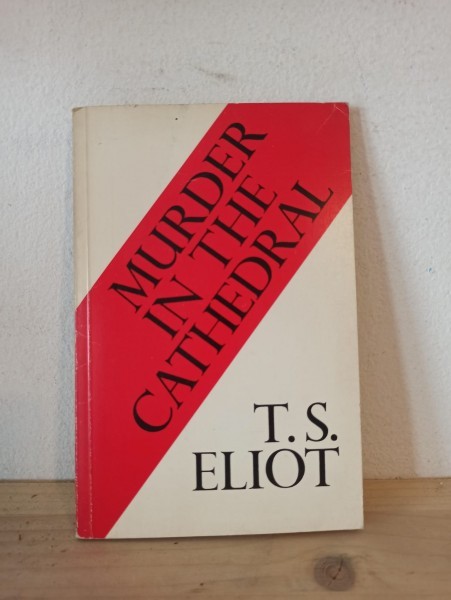 MURDER
IN THE
CATHEDRAL
T. S.
ELIOT